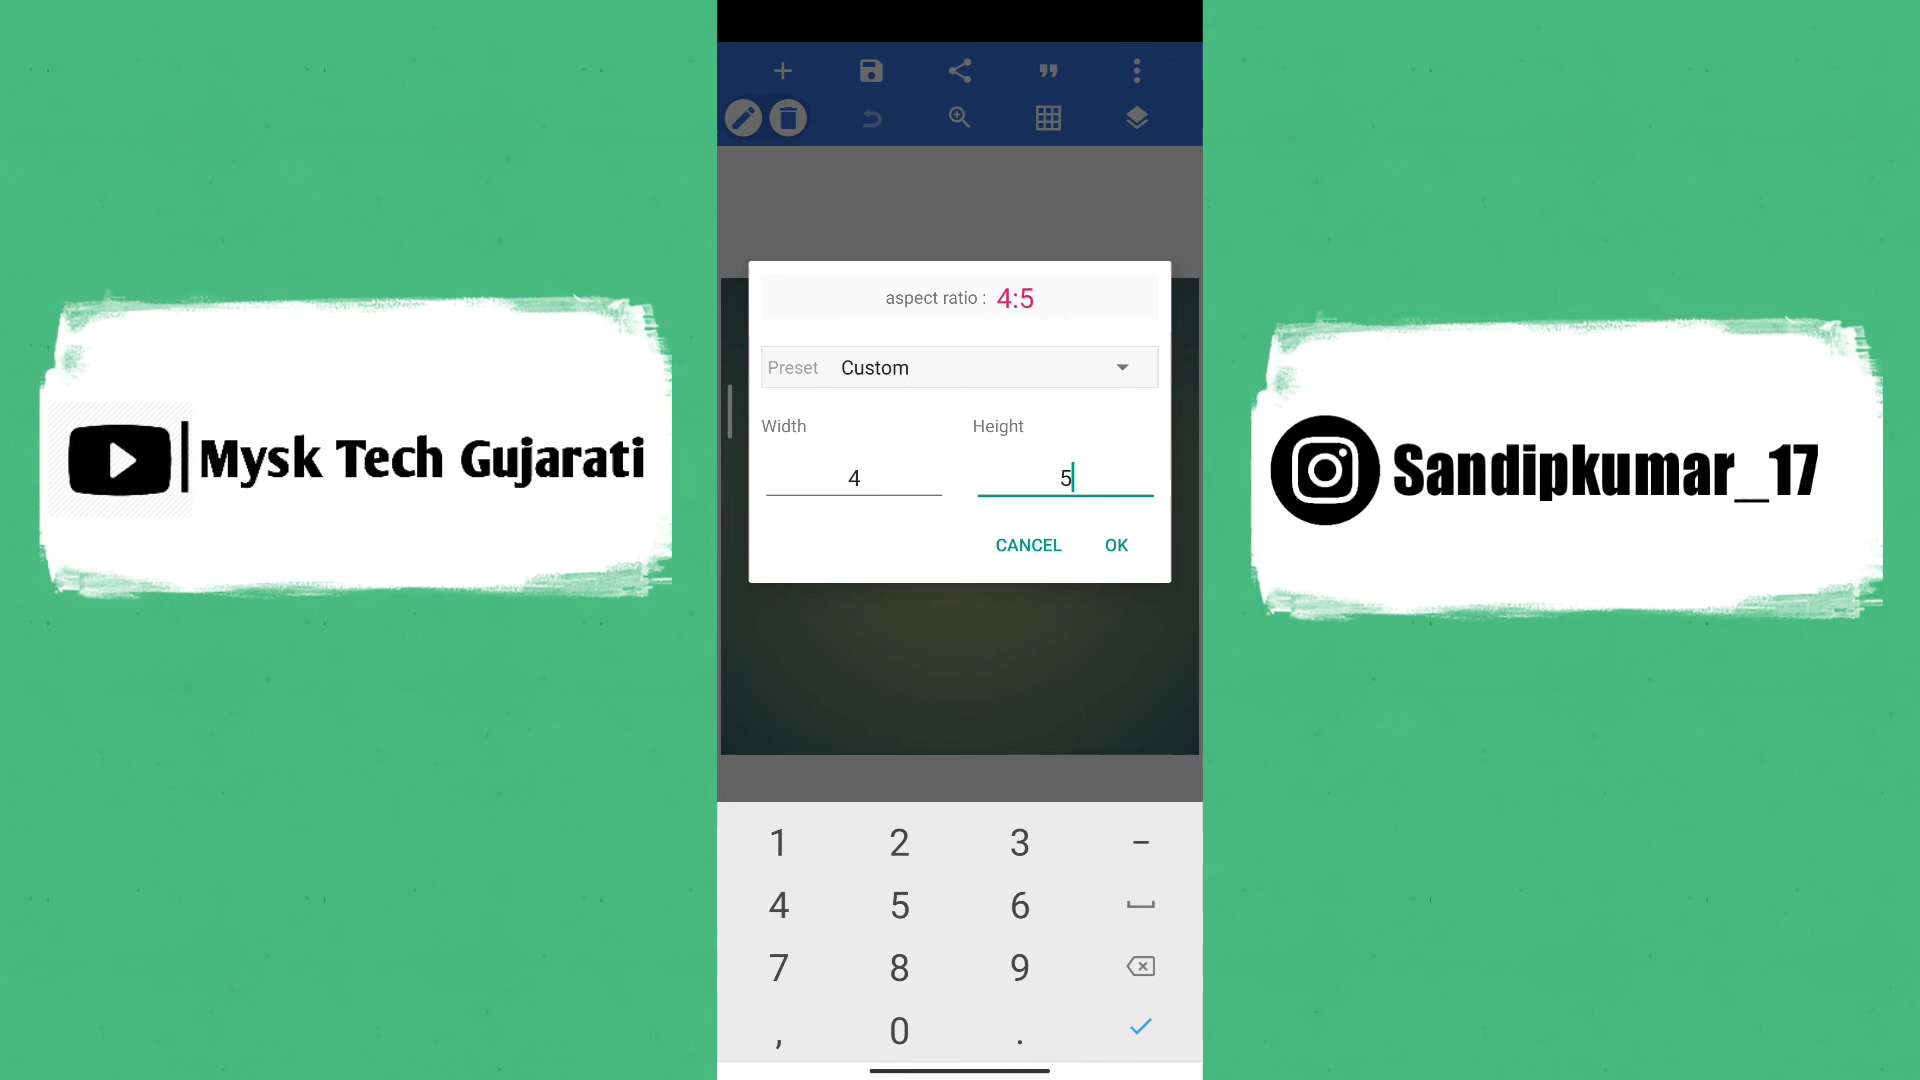 aspect ratio : 4:5
Preset Custom
Width Height
4 5
CANCEL OK
Mysk Tech Gujarati
Sandipkumar__17
1 2 3 –
4 5 6
7 8 9
, 0 .